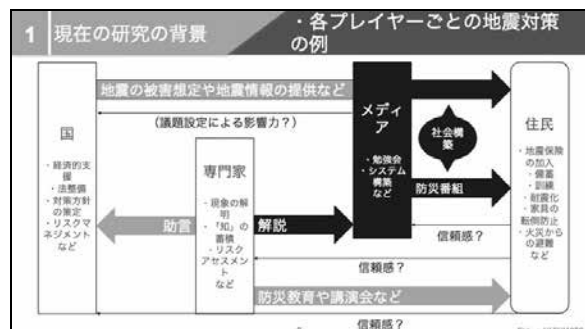 1 現在の研究の背景
・各プレイヤーごとの地震対策
の例
国
・経済的支
援
・法整備
・対策方針
の策定
・リスクマ
ネジメント
など
地震の被害想定や地震情報の提供など
(議題設定による影響力？)
専門家
・現象の解
明
・「知」の
蓄積
・リスク
アセスメン
ト
など
助言
解説
メディ
ア
・勉強会
・システム
構築
など
社会構
築
防災番組
信頼感？
信頼感？
防災教育や講演会など
信頼感？
住民
・地震保険
の加入
・備蓄
・訓練
・耐震化
・家具の
転倒防止
・火災から
の避難
など